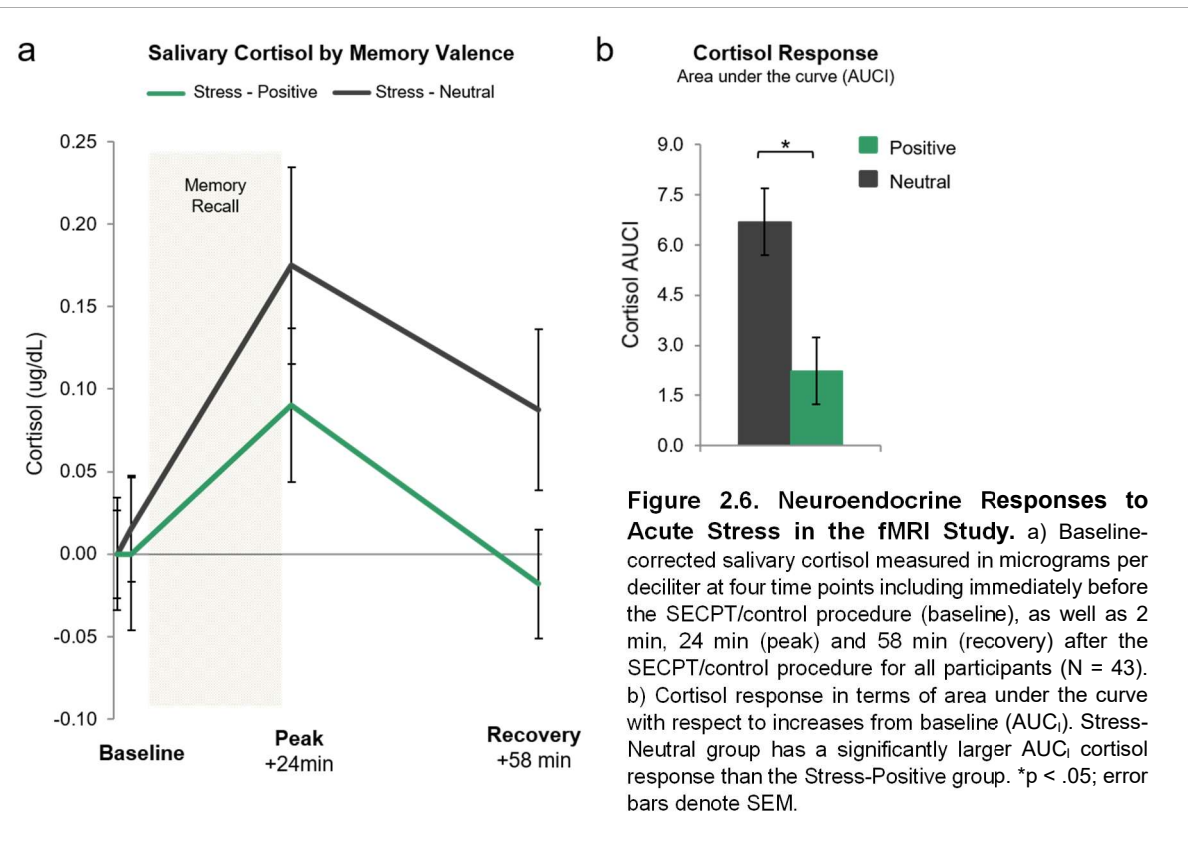 a
Salivary Cortisol by Memory Valence
Stress - Positive
Stress - Neutral
Cortisol (ug/dL)
0.25
0.20
0.15
0.10
0.05
0.00
-0.05
-0.10
Memory
Recall
Baseline
Peak
+24min
Recovery
+58 min
b
Cortisol Response
Area under the curve (AUCI)
Cortisol AUCI
9.0
7.5
6.0
4.5
3.0
1.5
0.0
*
Positive
Neutral
Figure 2.6. Neuroendocrine Responses to
Acute Stress in the fMRI Study. a) Baseline-
corrected salivary cortisol measured in micrograms per
deciliter at four time points including immediately before
the SECPT/control procedure (baseline), as well as 2
min, 24 min (peak) and 58 min (recovery) after the
SECPT/control procedure for all participants (N = 43).
b) Cortisol response in terms of area under the curve
with respect to increases from baseline (AUCI). Stress-
Neutral group has a significantly larger AUCI cortisol
response than the Stress-Positive group. *p < .05; error
bars denote SEM.